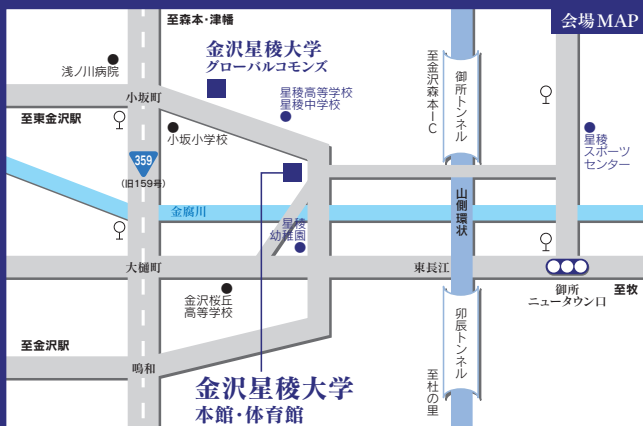 会場MAP
至森本・津幡
金沢星稜大学
グローバルコモンズ
浅ノ川病院
小坂町
至東金沢駅
星稜高等学校
星稜中学校
小坂小学校
359
(旧159号)
至金沢森本IC
御所トンネル
星稜
スポーツ
センター
山側環状
金腐川
星稜
幼稚園
大樋町
東長江
御所
ニュータウン口
至牧
金沢桜丘
高等学校
至金沢駅
鳴和
卯辰トンネル
至杜の里
金沢星稜大学
本館・体育館